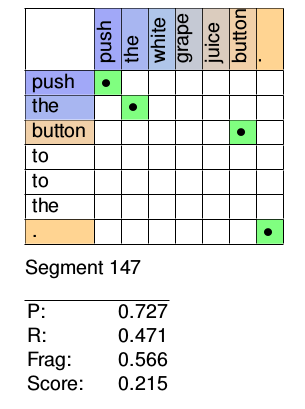 push the white grape juice button .
push
the
button
to
to
the
.
Segment 147
P: 0.727
R: 0.471
Frag: 0.566
Score: 0.215